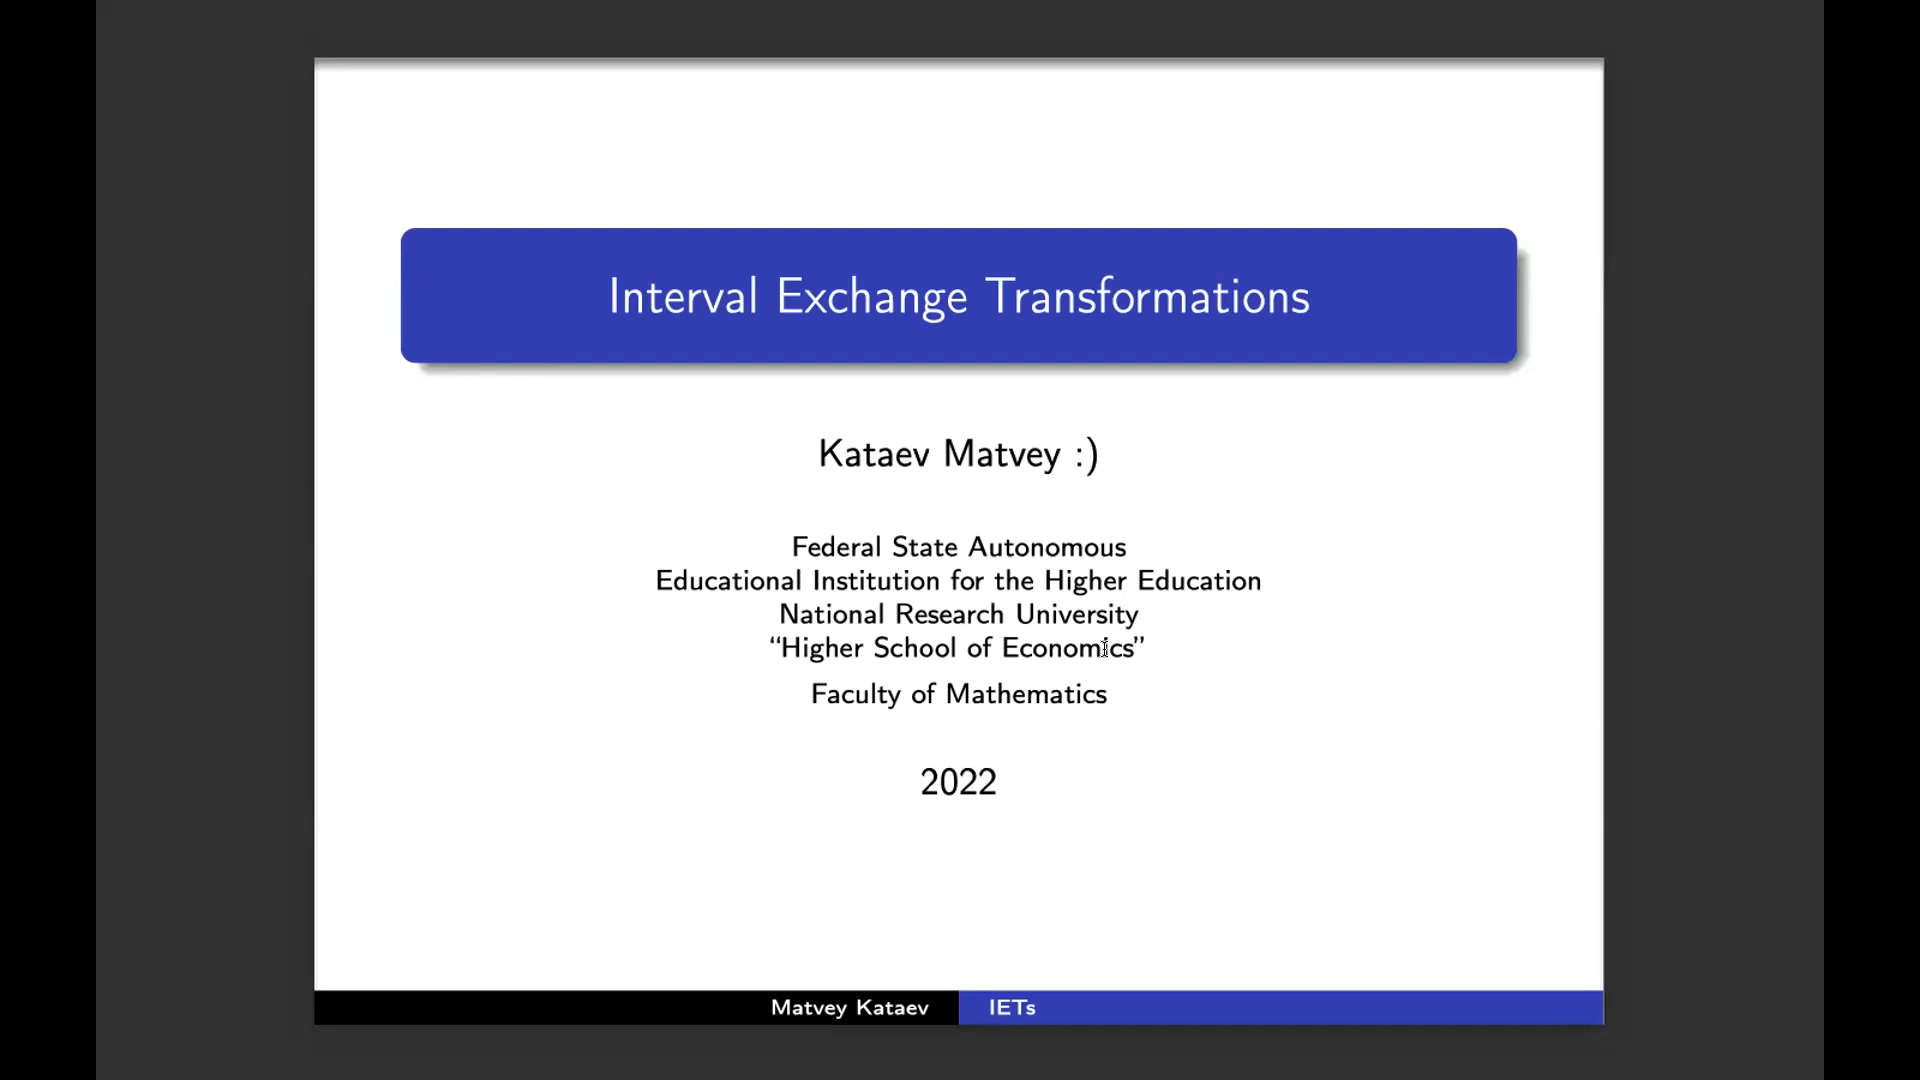 Interval Exchange Transformations
Kataev Matvey :)
Federal State Autonomous
Educational Institution for the Higher Education
National Research University
“Higher School of Economics”
Faculty of Mathematics
2022
Matvey Kataev
IETs